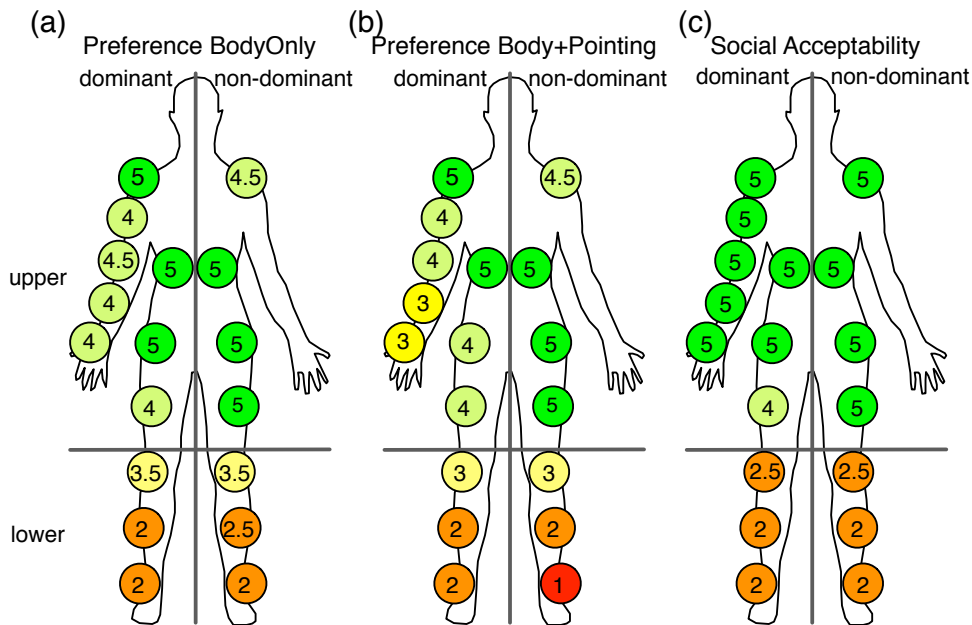 (a) (b) (c)
Preference BodyOnly Preference Body+Pointing Social Acceptability
dominant non-dominant dominant non-dominant dominant non-dominant
5 4.5 5 4.5 5 5
4 4 5
4.5 5 5 4 5 5 5 5 5
upper
4 3 5
4 5 5 3 4 5 5 5 5
4 5 4 5 4 5
3.5 3.5 3 3 2.5 2.5
lower 2 2.5 2 2 2 2
2 2 2 1 2 2